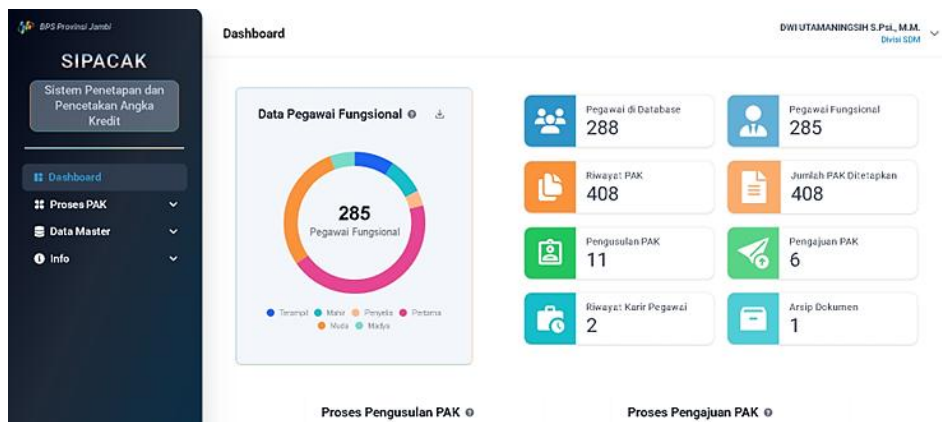 BPS Provinsi Jambi
SIPACAK
Sistem Penetapan dan
Pencetakan Angka
Kredit
Dashboard
Proses PAK
Data Master
Info
Dashboard
DWI UTAMANINGSIH S.Psi., M.M.
Divisi SDM
Data Pegawai Fungsional
285
Pegawai Fungsional
Terampil Mahir Penyelia Pertama
Muda Madya
Pegawai di Database
288
Pegawai Fungsional
285
Riwayat PAK
408
Jumlah PAK Ditetapkan
408
Pengusulan PAK
11
Pengajuan PAK
6
Riwayat Karir Pegawai
2
Arsip Dokumen
1
Proses Pengusulan PAK
Proses Pengajuan PAK